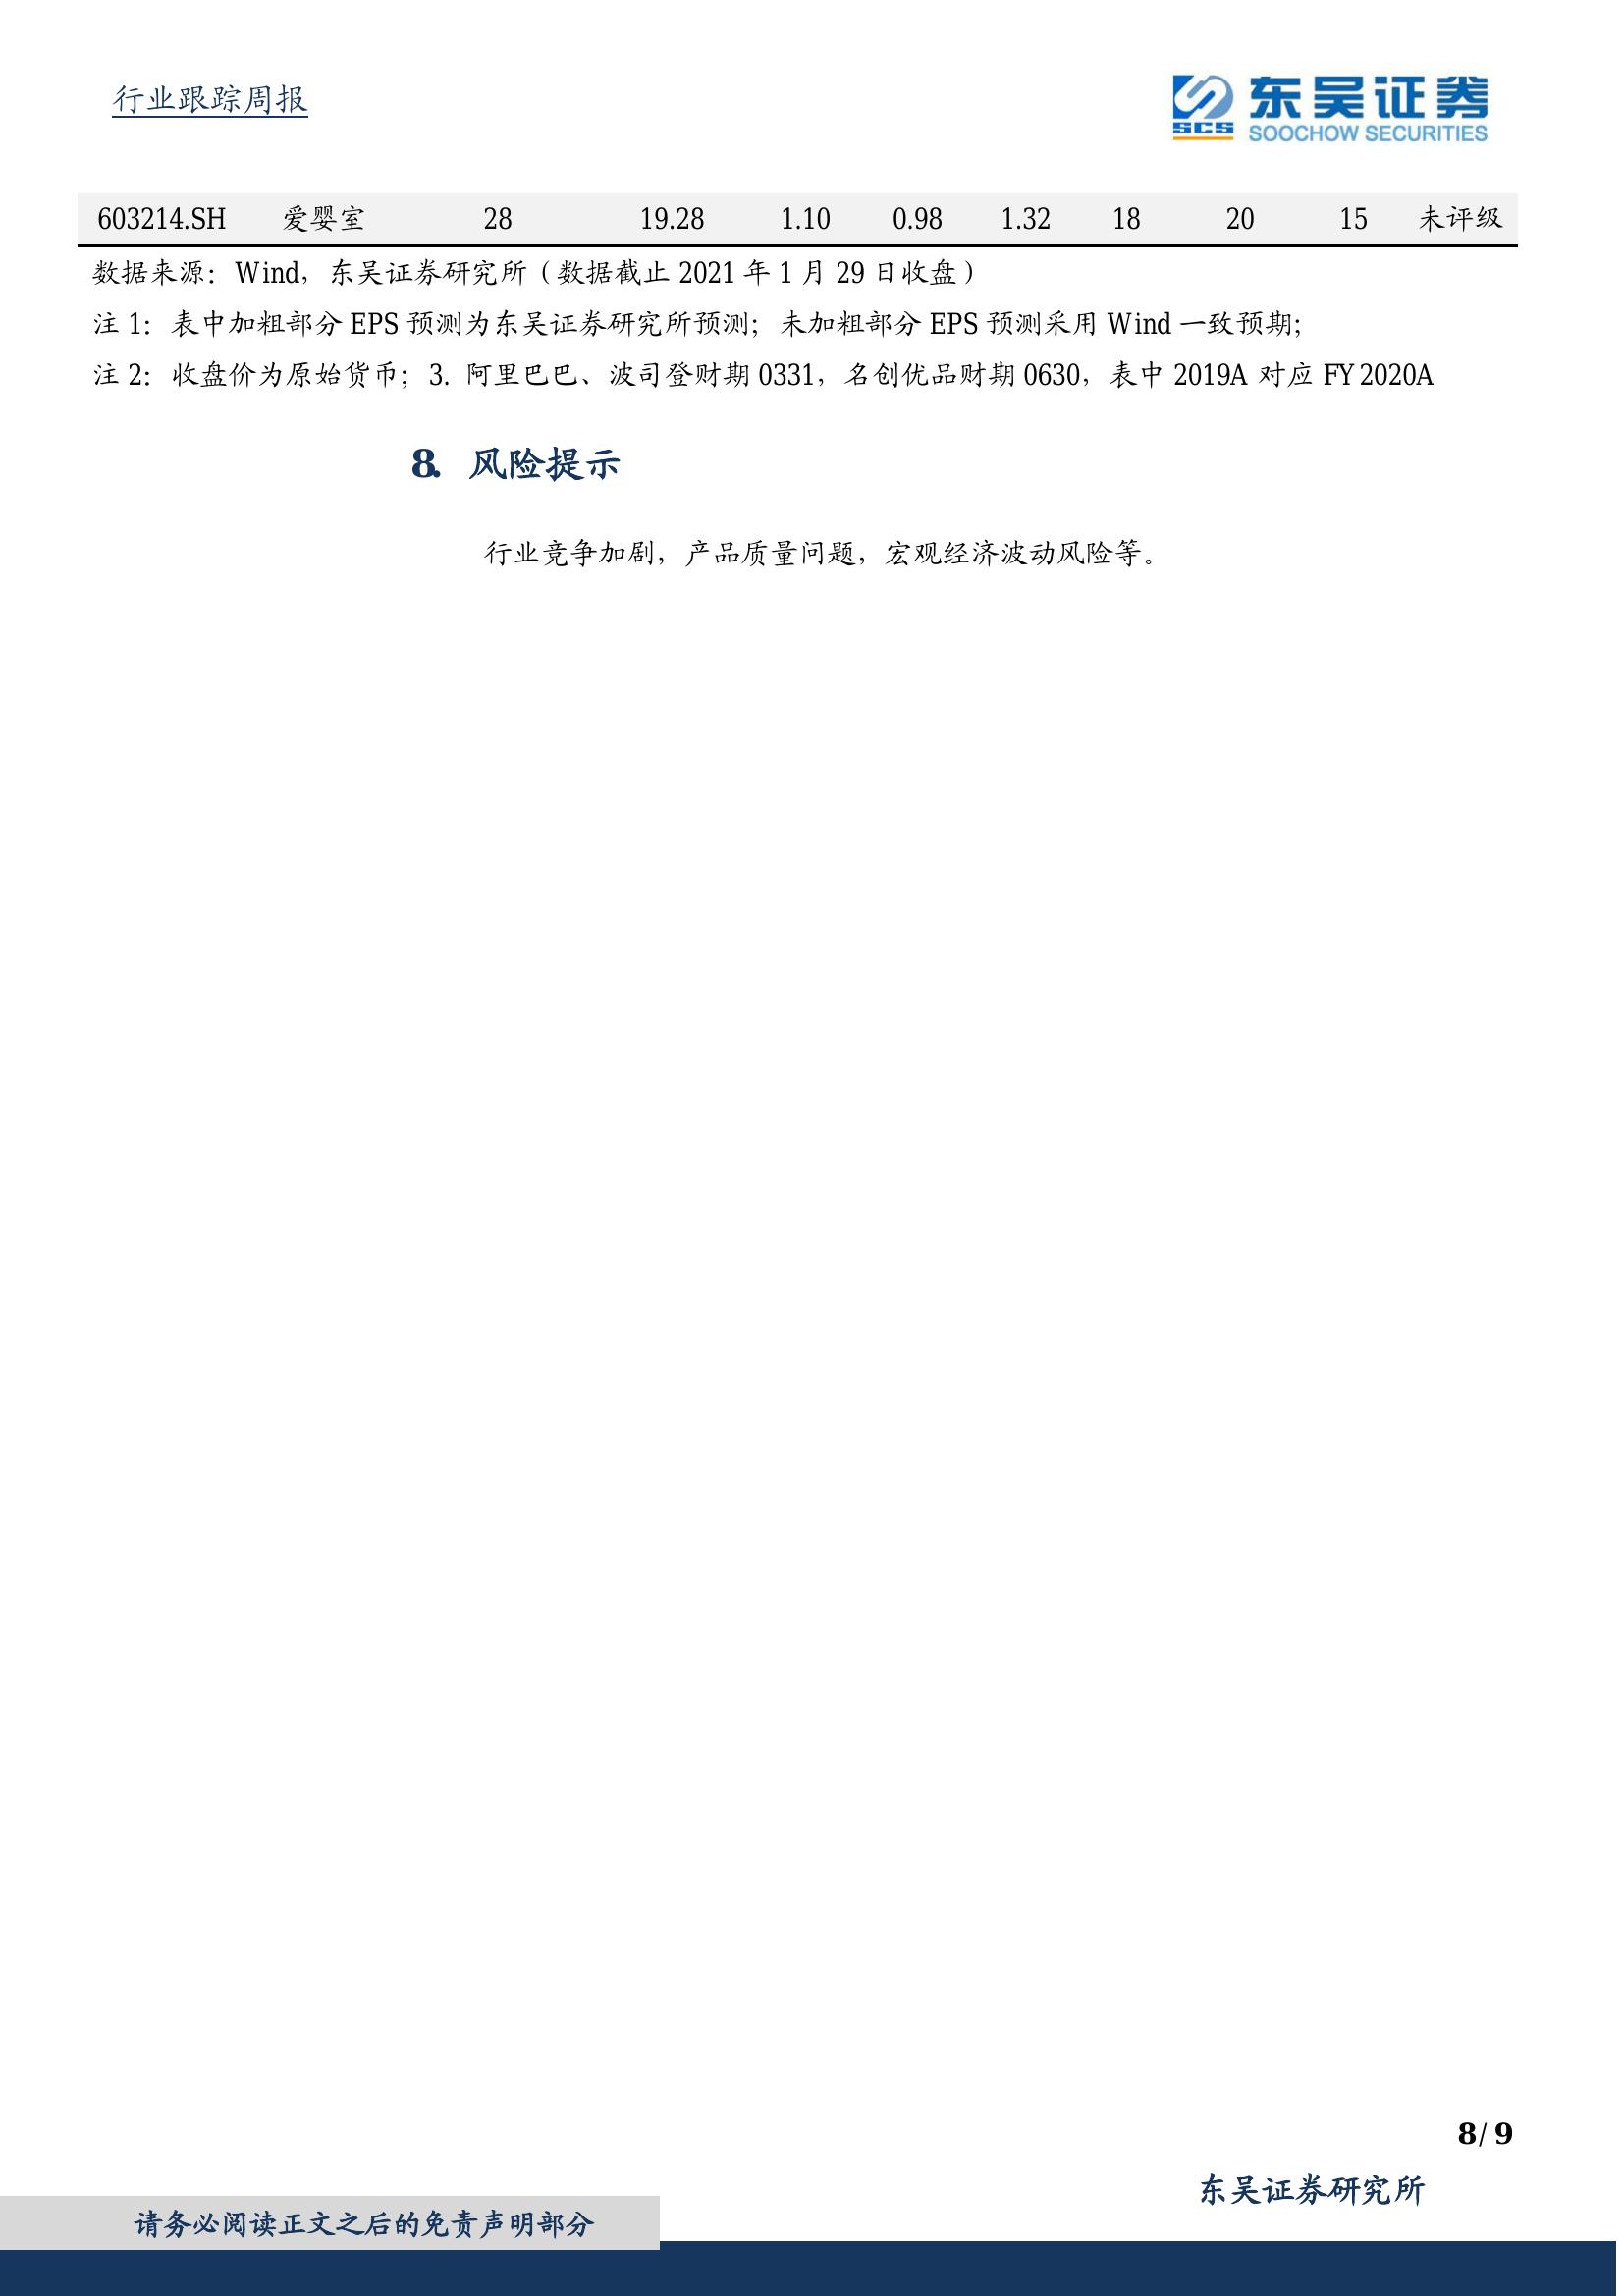 行业跟踪周报
SCS 东吴证券
SOOCHOW SECURITIES
603214.SH 爱婴室 28 19.28 1.10 0.98 1.32 18 20 15 未评级
数据来源：Wind，东吴证券研究所（数据截止 2021 年 1 月 29 日收盘）
注 1：表中加粗部分 EPS 预测为东吴证券研究所预测；未加粗部分 EPS 预测采用 Wind 一致预期；
注 2：收盘价为原始货币；3. 阿里巴巴、波司登财期 0331，名创优品财期 0630，表中 2019A 对应 FY2020A
8. 风险提示
行业竞争加剧，产品质量问题，宏观经济波动风险等。
8 / 9
东吴证券研究所
请务必阅读正文之后的免责声明部分